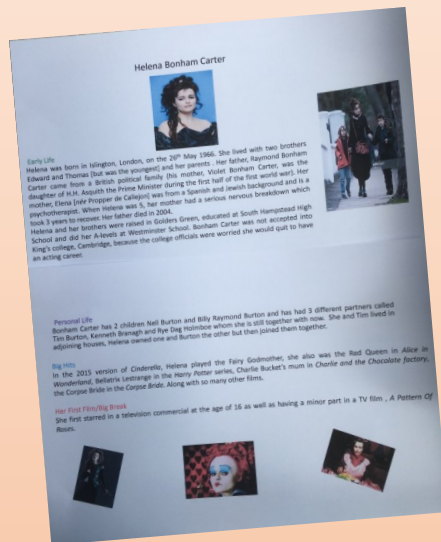 Helena Bonham Carter
Early Life
Helena was born in Islington, London, on the 26th May 1966. She lived with two brothers
Edward and Thomas [but was the youngest] and her parents . Her father, Raymond Bonham
Carter came from a British political family [his mother, Violet Bonham Carter, was the
daughter of H.H. Asquith the Prime Minister during the first half of the first world war]. Her
mother, Elena [née Propper de Callejon] was from a Spanish and Jewish background and is a
psychotherapist. When Helena was 5, her mother had a serious nervous breakdown which
took 3 years to recover. Her father died in 2004.
Helena and her brothers were raised in Golders Green, educated at South Hampstead High
School and did her A-levels at Westminster School. Bonham Carter was not accepted into
King's college, Cambridge, because the college officials were worried she would quit to have
an acting career.
Personal Life
Bonham Carter has 2 children Nell Burton and Billy Raymond Burton and has had 3 different partners called
Tim Burton, Kenneth Branagh and Rye Dag Holmboe whom she is still together with now. She and Tim lived in
adjoining houses, Helena owned one and Burton the other but then joined them together.
Big Hits
In the 2015 version of Cinderella, Helena played the Fairy Godmother, she also was the Red Queen in Alice in
Wonderland, Bellatrix Lestrange in the Harry Potter series, Charlie Bucket's mum in Charlie and the Chocolate factory,
the Corpse Bride in the Corpse Bride. Along with so many other films.
Her First Film/Big Break
She first starred in a television commercial at the age of 16 as well as having a minor part in a TV film , A Pattern Of
Roses.